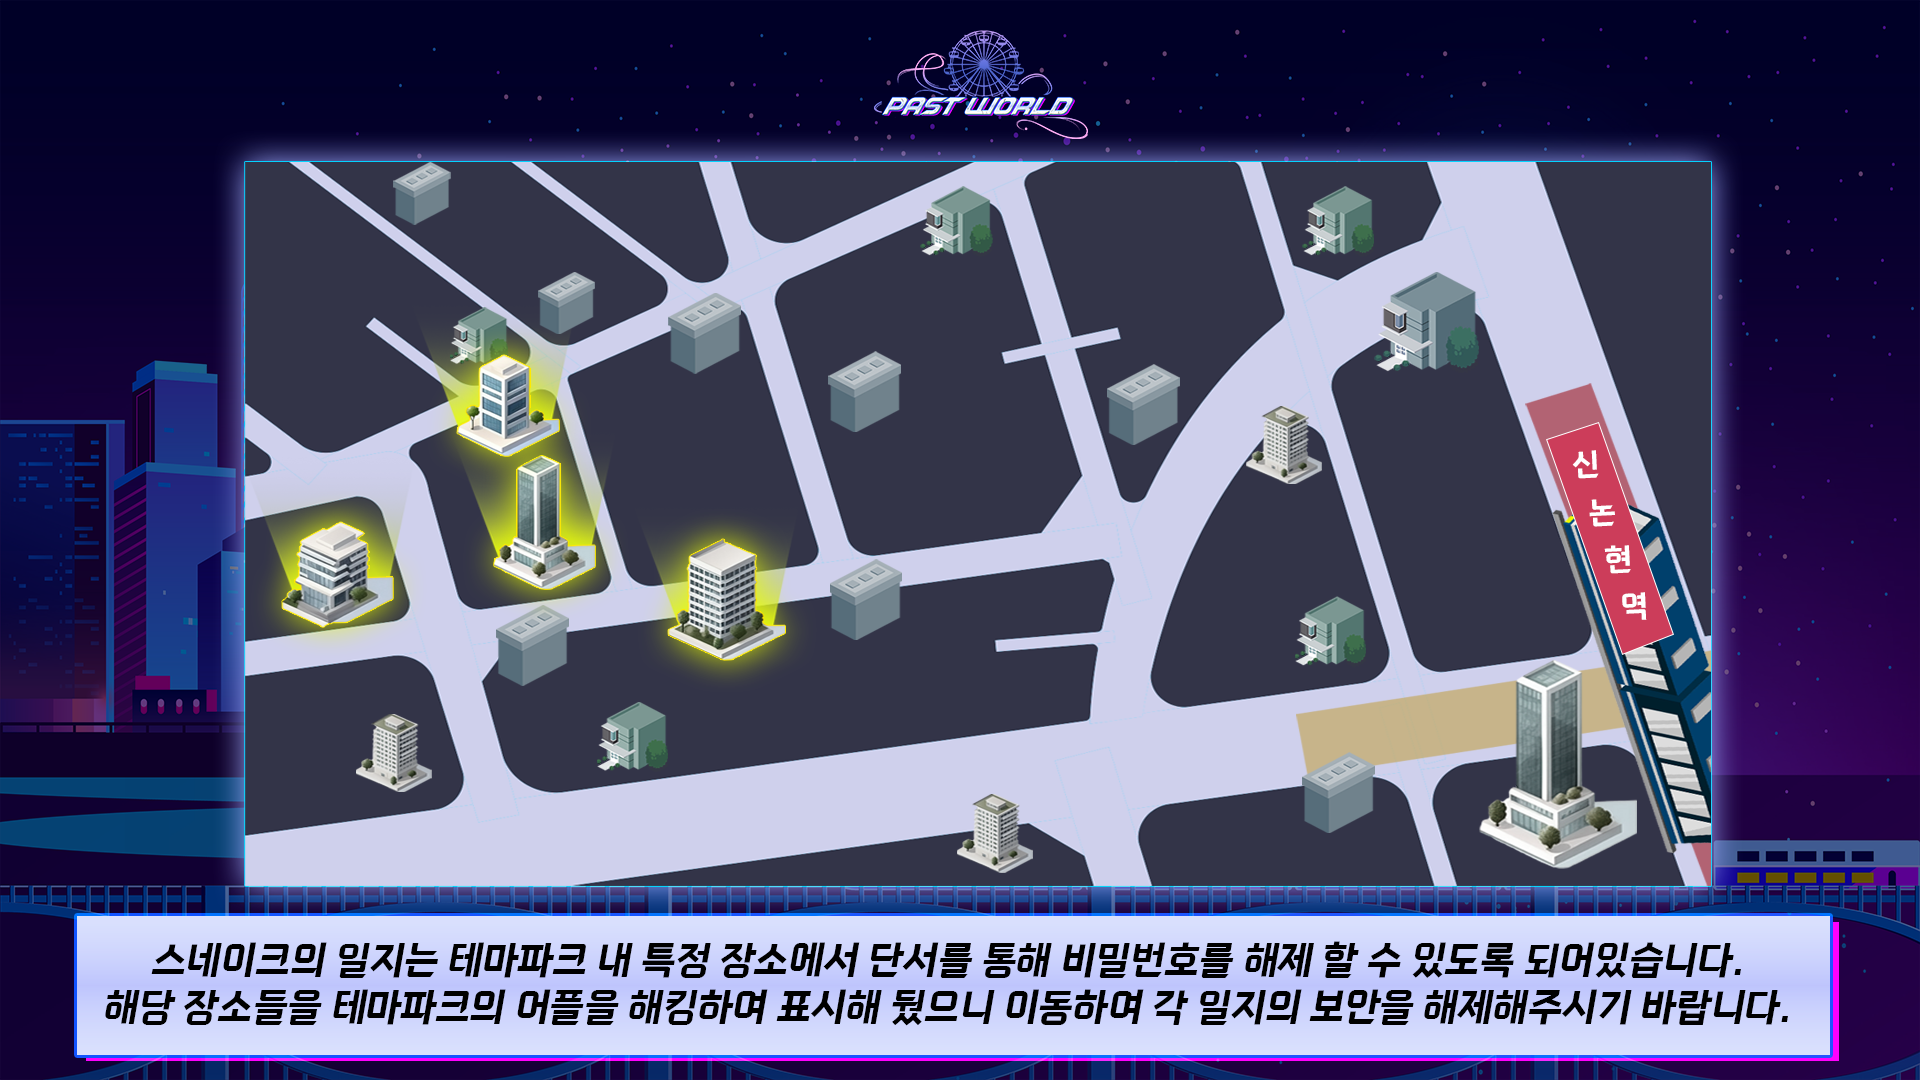 PAST WORLD
신논현역
스네이크의 일지는 테마파크 내 특정 장소에서 단서를 통해 비밀번호를 해제 할 수 있도록 되어있습니다.
해당 장소들을 테마파크의 어플을 해킹하여 표시해 뒀으니 이동하여 각 일지의 보안을 해제해주시기 바랍니다.